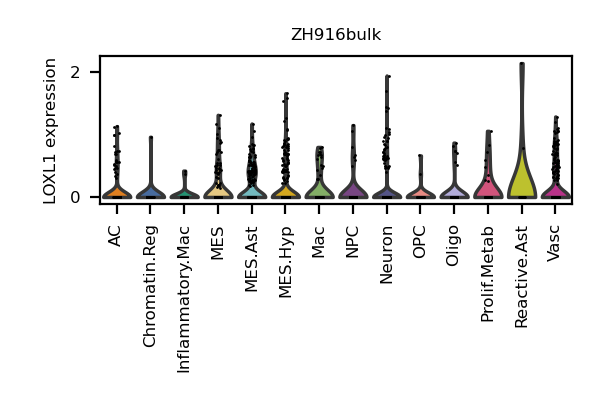 ZH916bulk
LOXL1 expression
2
0
AC
Chromatin.Reg
Inflammatory.Mac
MES
MES.Ast
MES.Hyp
Mac
NPC
Neuron
OPC
Oligo
Prolif.Metab
Reactive.Ast
Vasc